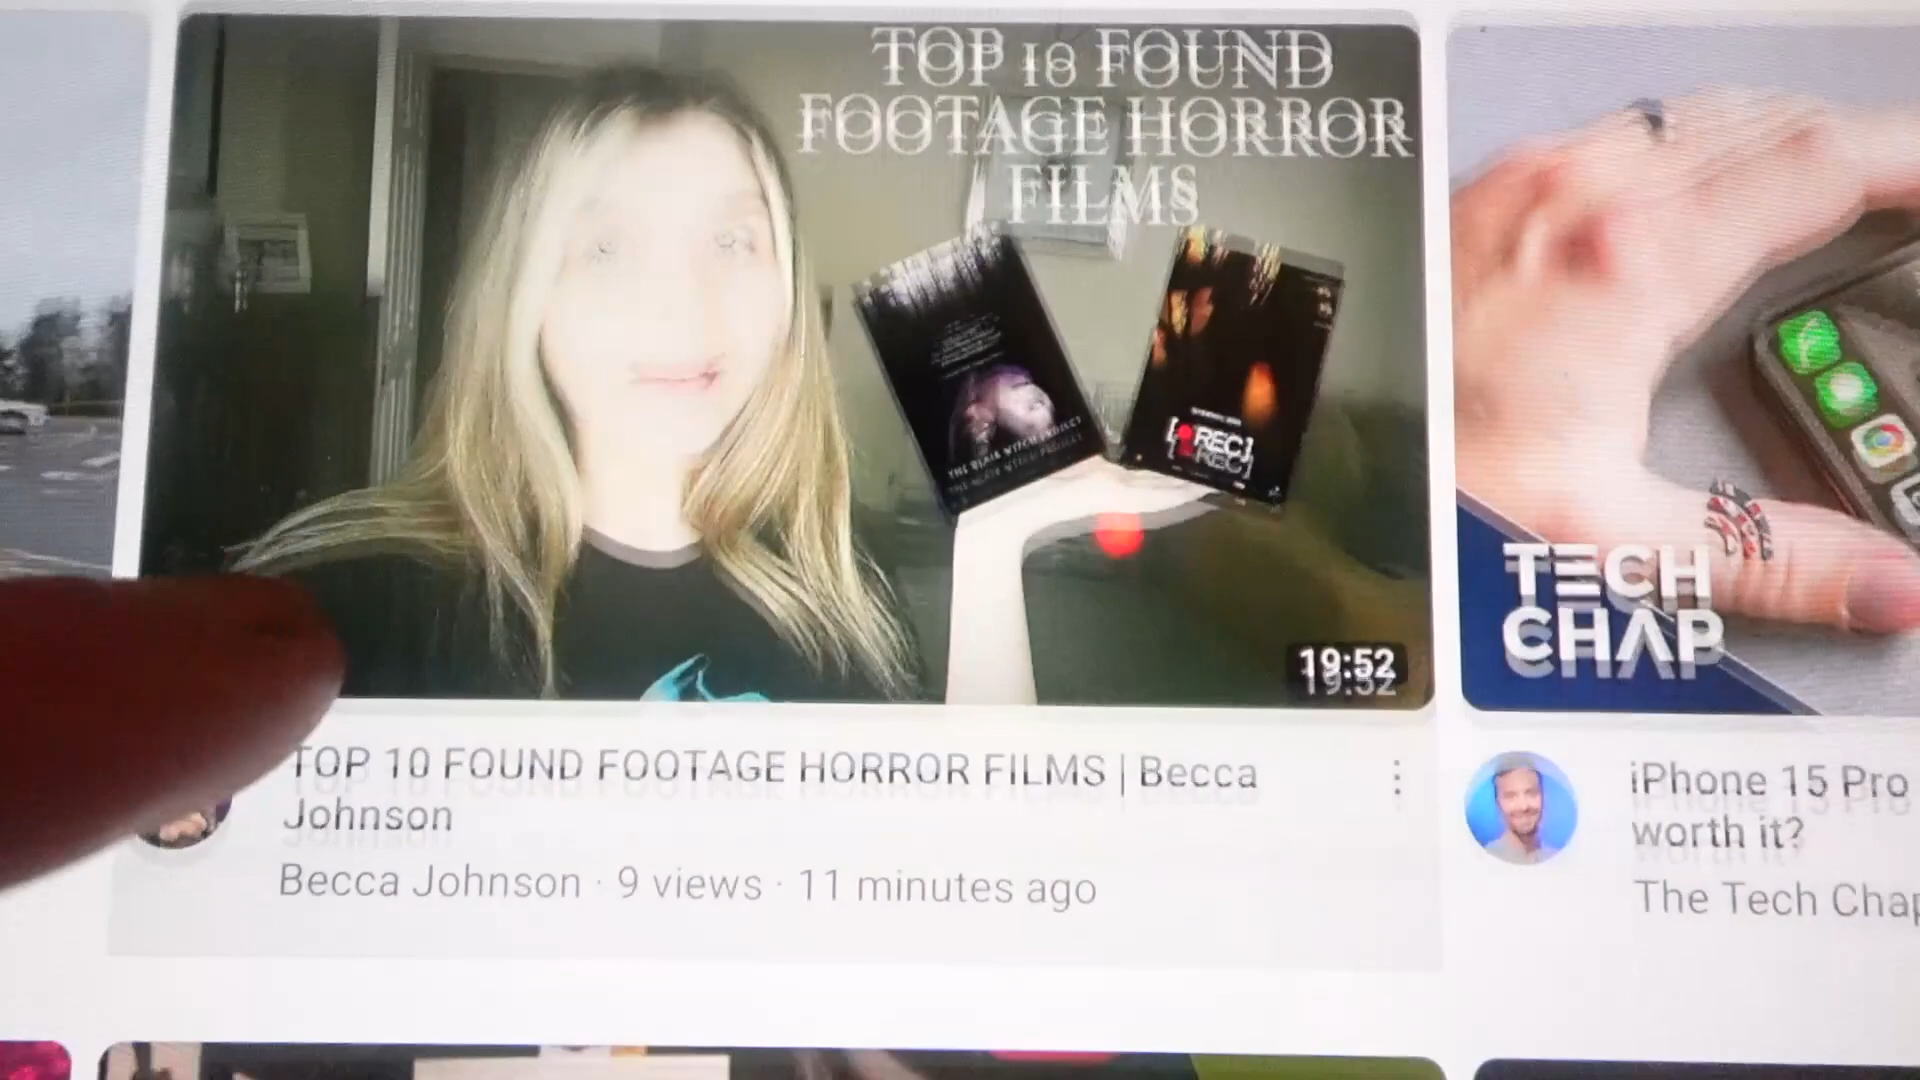 TOP 10 FOUND
FOOTAGE HORROR
FILMS
THE BLAIR WITCH PROJECT
[REC]
19:52
TECH
CHAP
TOP 10 FOUND FOOTAGE HORROR FILMS | Becca
Johnson
Becca Johnson · 9 views · 11 minutes ago
iPhone 15 Pro
worth it?
The Tech Chap